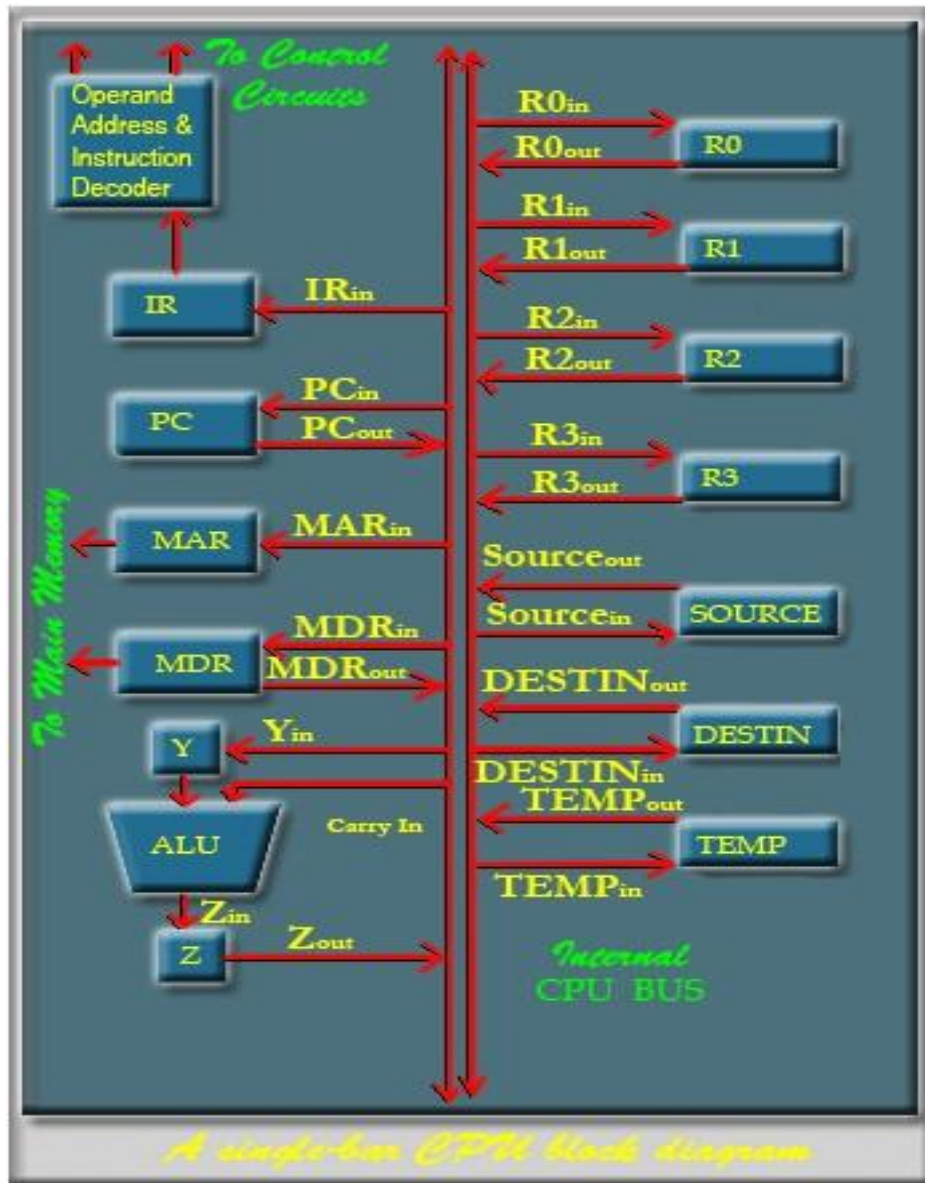 To Control
Circuits
Operand
Address &
Instruction
Decoder
R0in
R0
R0out
R1in
R1
R1out
IRin
IR
R2in
R2
R2out
PCin
PC
PCout
R3in
R3
R3out
MARin
MAR
Sourceout
SOURCE
Sourcein
To Main Memory
MDRin
MDR
MDRout
DESTINout
DESTIN
DESTINin
Yin
Y
TEMPout
TEMP
TEMPin
Carry In
ALU
Zin
Zout
Z
Internal
CPU BUS
A single-bar CPU block diagram